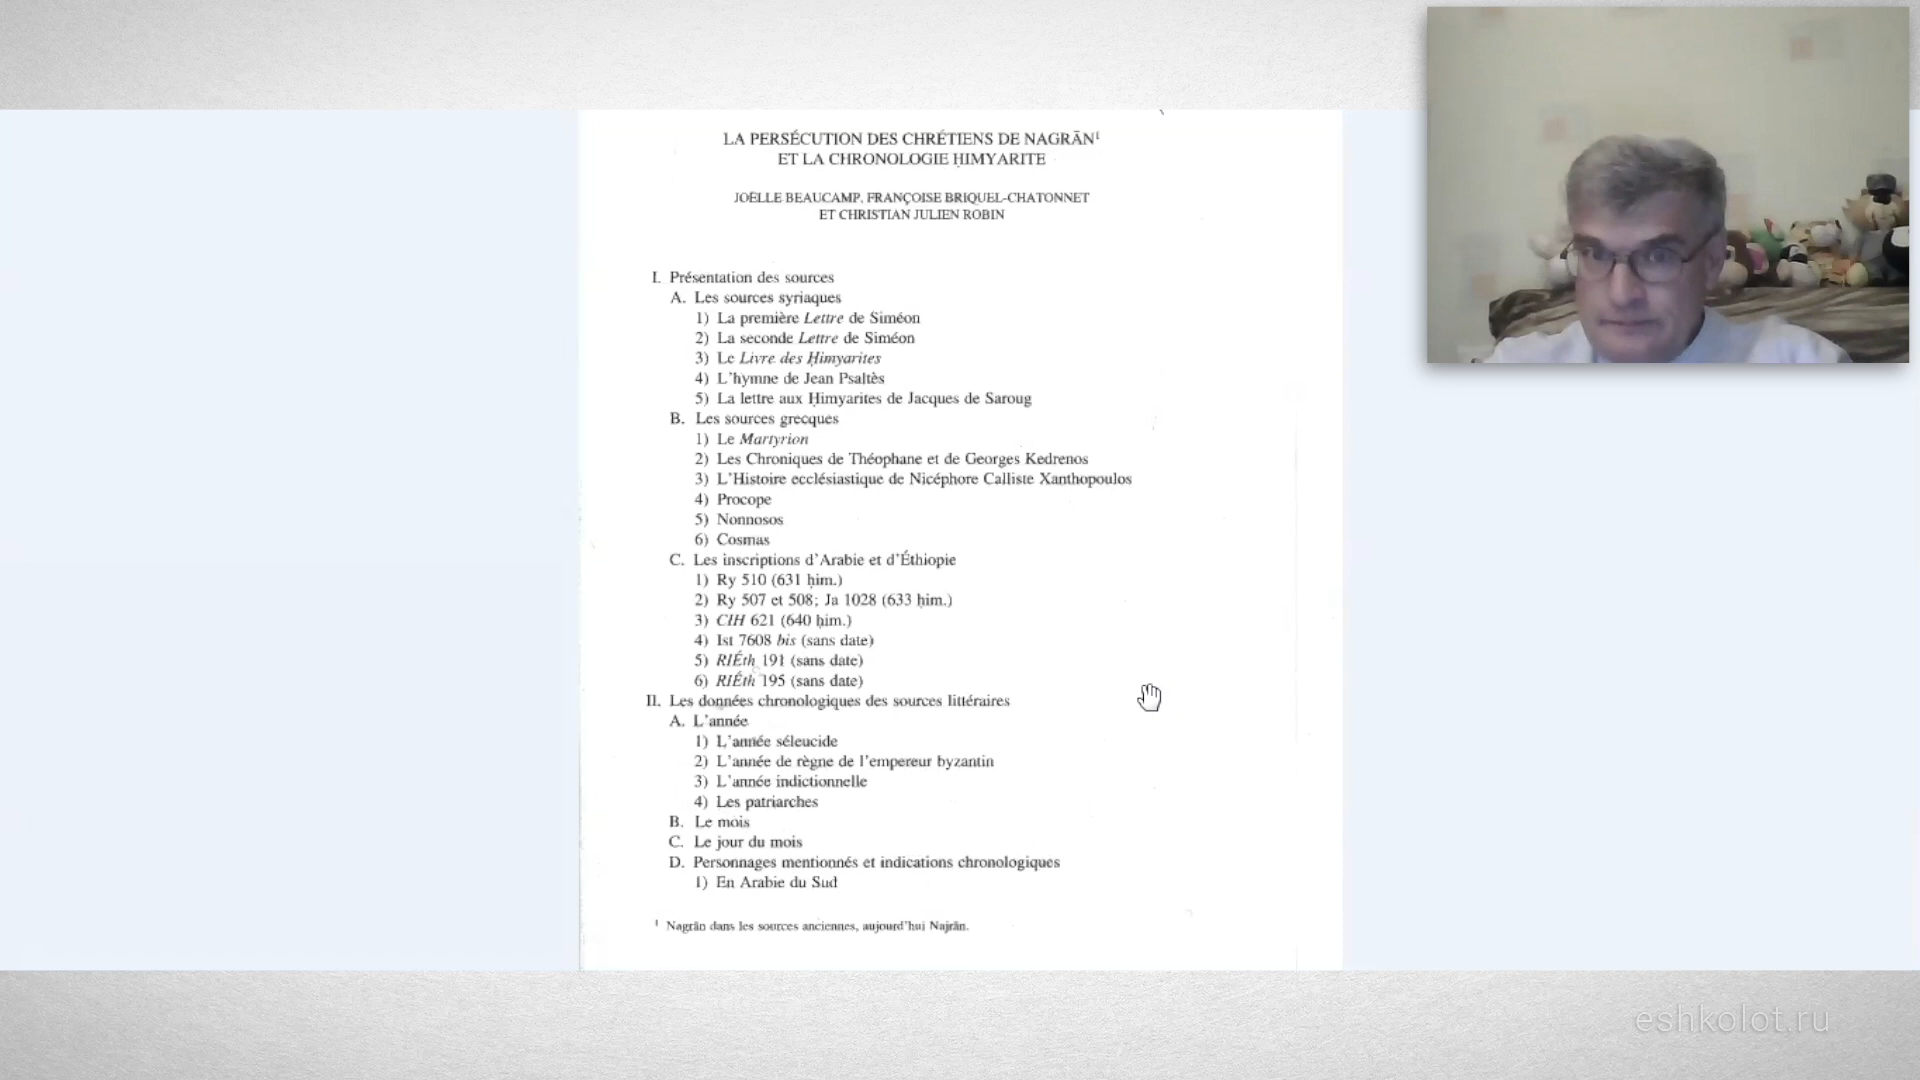 LA PERSÉCUTION DES CHRÉTIENS DE NAGRĀN¹
ET LA CHRONOLOGIE ḤIMYARITE
JOËLLE BEAUCAMP, FRANÇOISE BRIQUEL-CHATONNET
ET CHRISTIAN JULIEN ROBIN
I. Présentation des sources
A. Les sources syriaques
1) La première Lettre de Siméon
2) La seconde Lettre de Siméon
3) Le Livre des Ḥimyarites
4) L'hymne de Jean Psaltès
5) La lettre aux Ḥimyarites de Jacques de Saroug
B. Les sources grecques
1) Le Martyrion
2) Les Chroniques de Théophane et de Georges Kedrenos
3) L'Histoire ecclésiastique de Nicéphore Calliste Xanthopoulos
4) Procope
5) Nonnosos
6) Cosmas
C. Les inscriptions d'Arabie et d'Éthiopie
1) Ry 510 (631 ḥim.)
2) Ry 507 et 508; Ja 1028 (633 ḥim.)
3) CIH 621 (640 ḥim.)
4) Ist 7608 bis (sans date)
5) RIÉth 191 (sans date)
6) RIÉth 195 (sans date)
II. Les données chronologiques des sources littéraires
A. L'année
1) L'année séleucide
2) L'année de règne de l'empereur byzantin
3) L'année indictionnelle
4) Les patriarches
B. Le mois
C. Le jour du mois
D. Personnages mentionnés et indications chronologiques
1) En Arabie du Sud
¹ Nagrān dans les sources anciennes, aujourd'hui Najrān.
eshkolot.ru